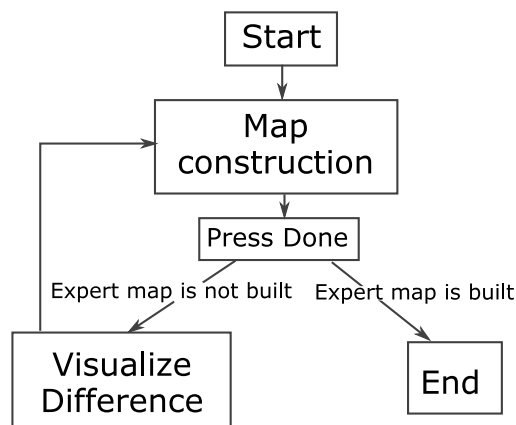 Start
Map
construction
Press Done
Expert map is not built
Expert map is built
Visualize
Difference
End